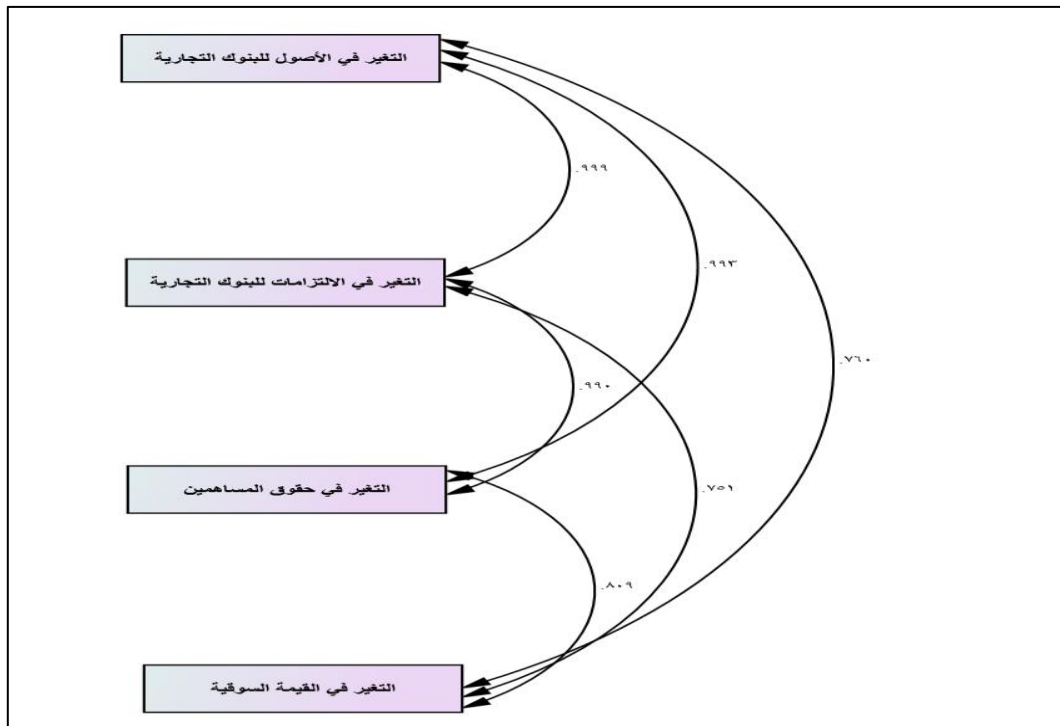 التغير في الأصول للبنوك التجارية
.٩٩٩
.٩٩٣
التغير في الالتزامات للبنوك التجارية
.٧٦٠
.٩٩٠
التغير في حقوق المساهمين
.٧٥١
.٨٠٩
التغير في القيمة السوقية